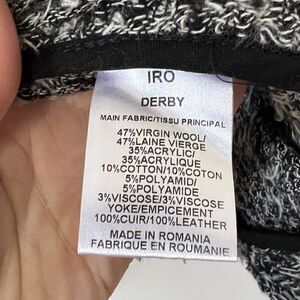 IRO
DERBY
MAIN FABRIC/TISSU PRINCIPAL
47%VIRGIN WOOL/
47%LAINE VIERGE
35%ACRYLIC/
35%ACRYLIQUE
10%COTTON/10%COTON
5%POLYAMID/
5%POLYAMIDE
3%VISCOSE/3%VISCOSE
YOKE/EMPICEMENT
100%CUIR/100%LEATHER
MADE IN ROMANIA
FABRIQUE EN ROUMANIE